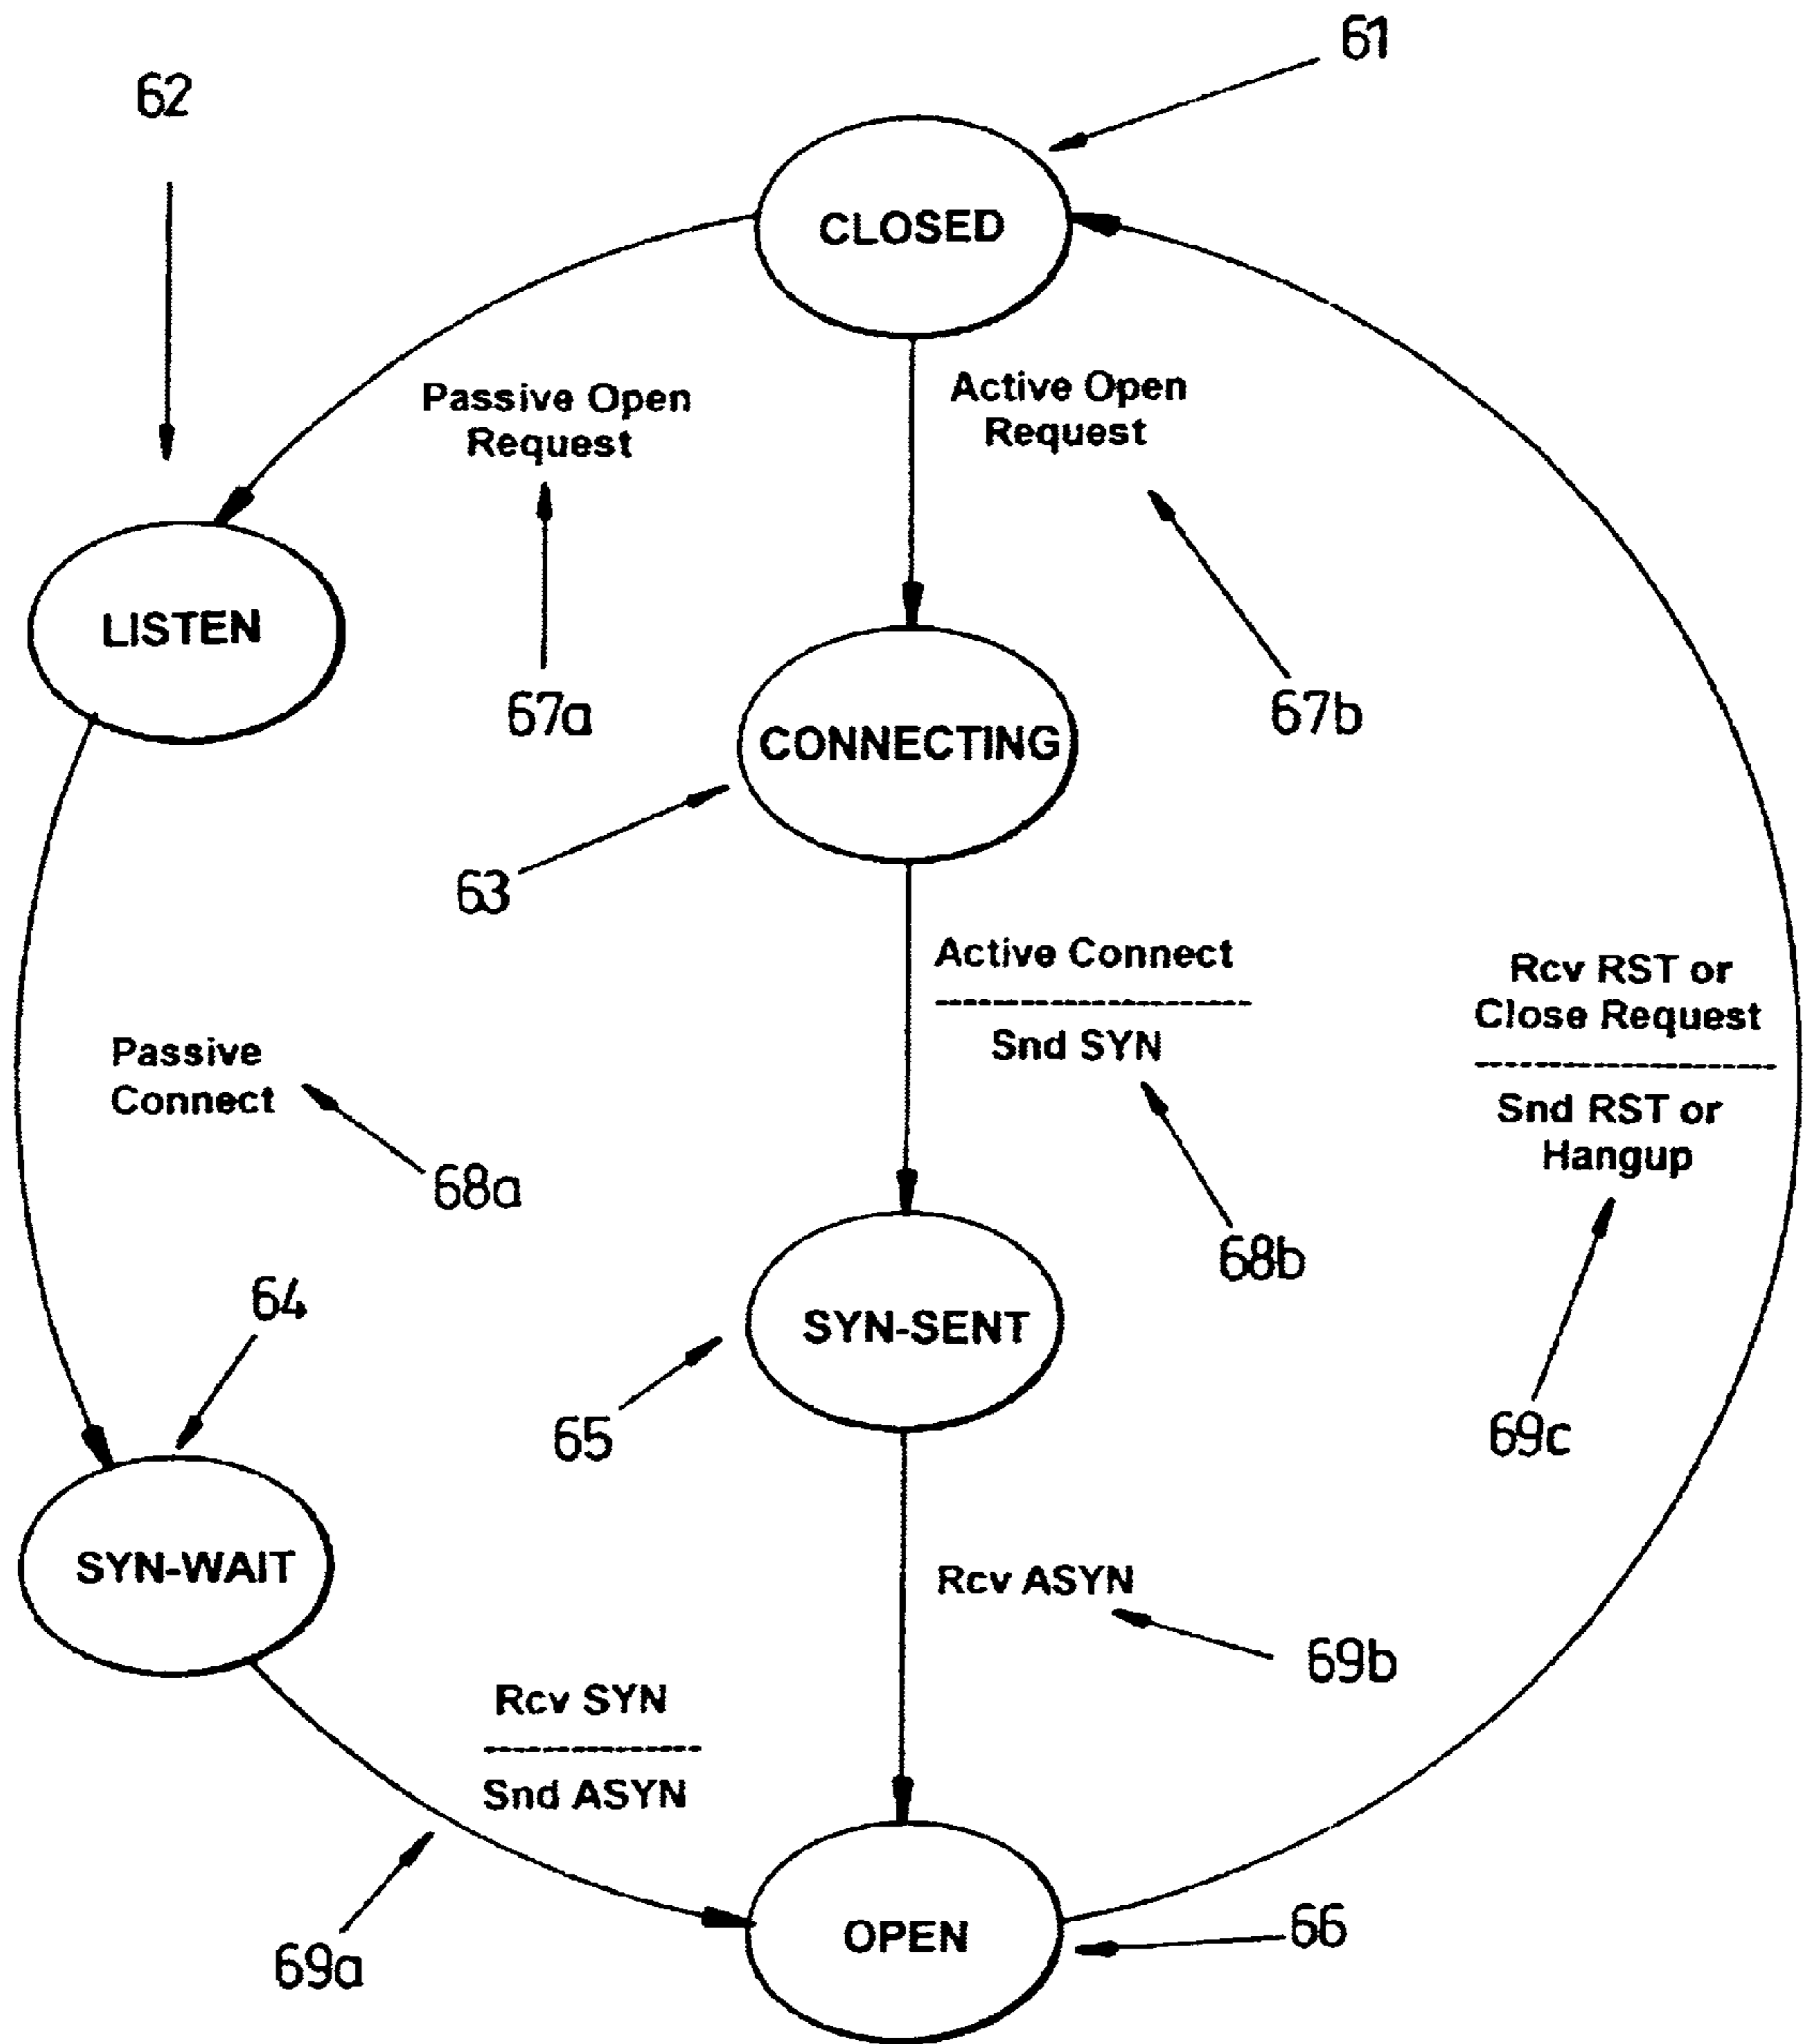 61
62
CLOSED
Passive Open
Request
Active Open
Request
LISTEN
67a
67b
CONNECTING
63
Active Connect
Snd SYN
Rcv RST or
Close Request
Snd RST or
Hangup
Passive
Connect
68a
68b
64
SYN-SENT
65
69c
SYN-WAIT
Rcv ASYN
69b
Rcv SYN
Snd ASYN
69a
OPEN
66